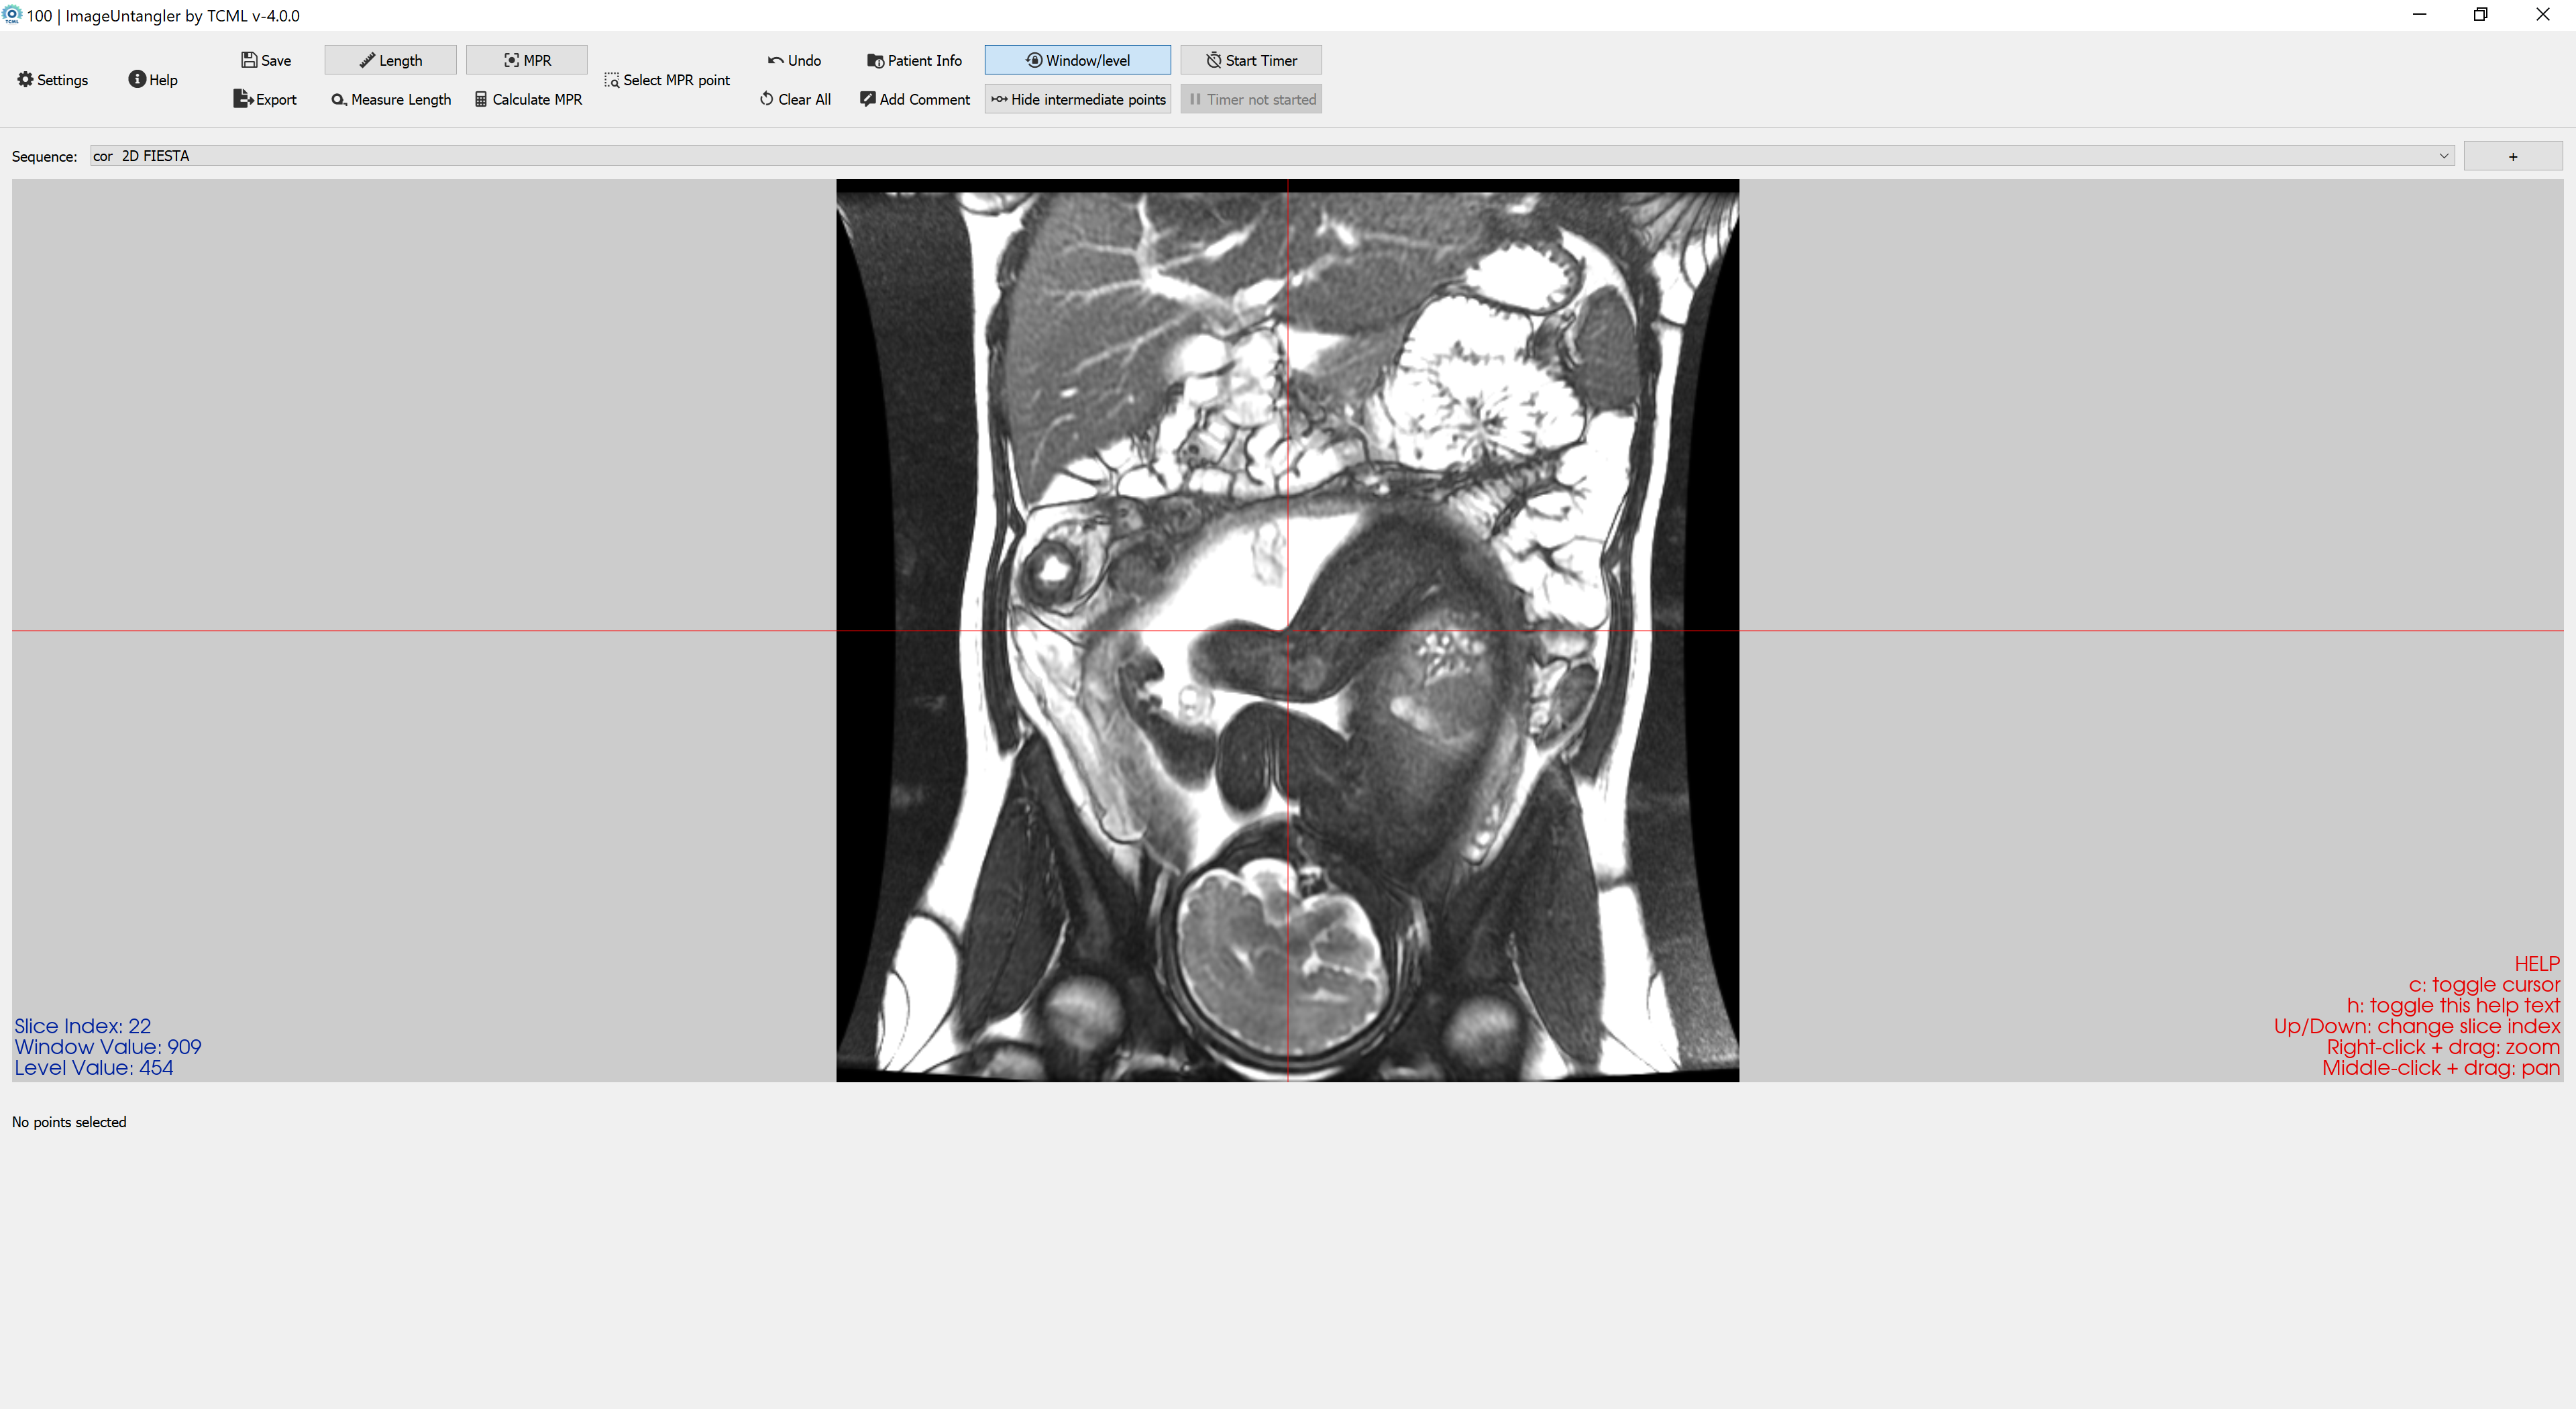 100 | ImageUntangler by TCML v-4.0.0
Settings
Help
Save
Export
Length
Measure Length
MPR
Calculate MPR
Select MPR point
Undo
Clear All
Patient Info
Add Comment
Window/level
Hide intermediate points
Start Timer
Timer not started
Sequence: cor 2D FIESTA
+
Slice Index: 22
Window Value: 909
Level Value: 454
HELP
c: toggle cursor
h: toggle this help text
Up/Down: change slice index
Right-click + drag: zoom
Middle-click + drag: pan
No points selected